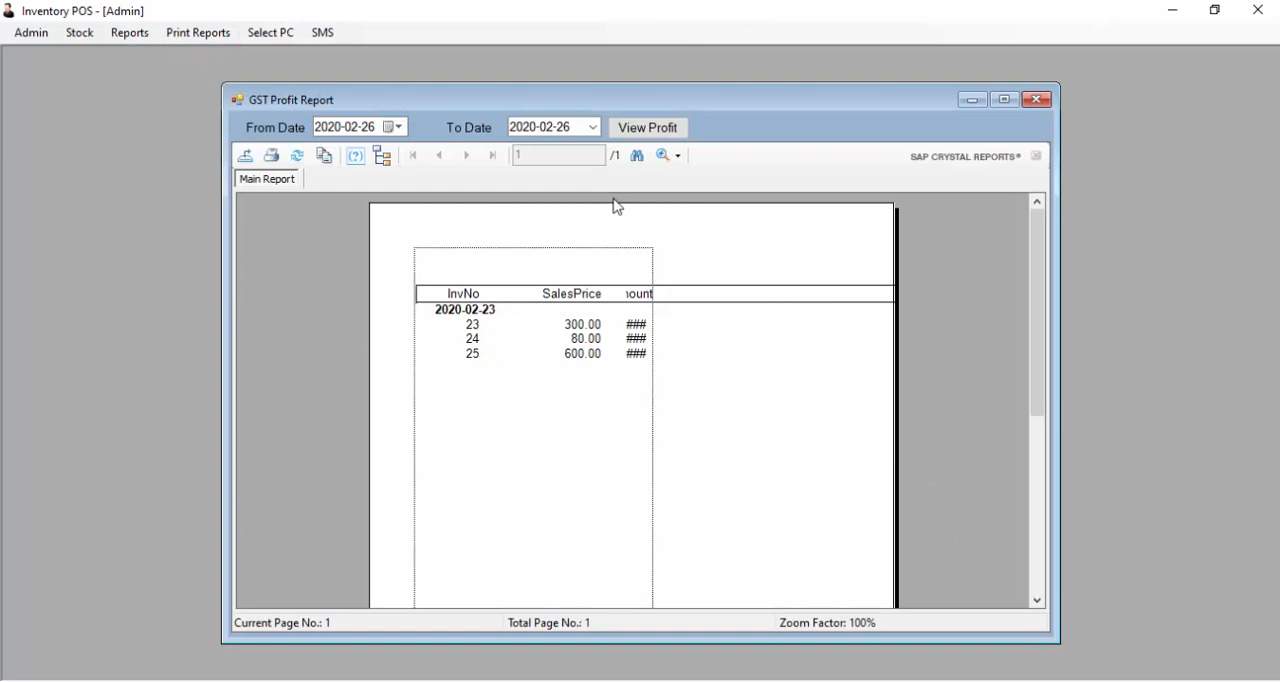 Inventory POS - [Admin]
Admin Stock Reports Print Reports Select PC SMS
GST Profit Report
From Date 2020-02-26 To Date 2020-02-26 View Profit
1 /1 SAP CRYSTAL REPORTS®
Main Report
InvNo SalesPrice ount
2020-02-23
23 300.00 ###
24 80.00 ###
25 600.00 ###
Current Page No.: 1 Total Page No.: 1 Zoom Factor: 100%